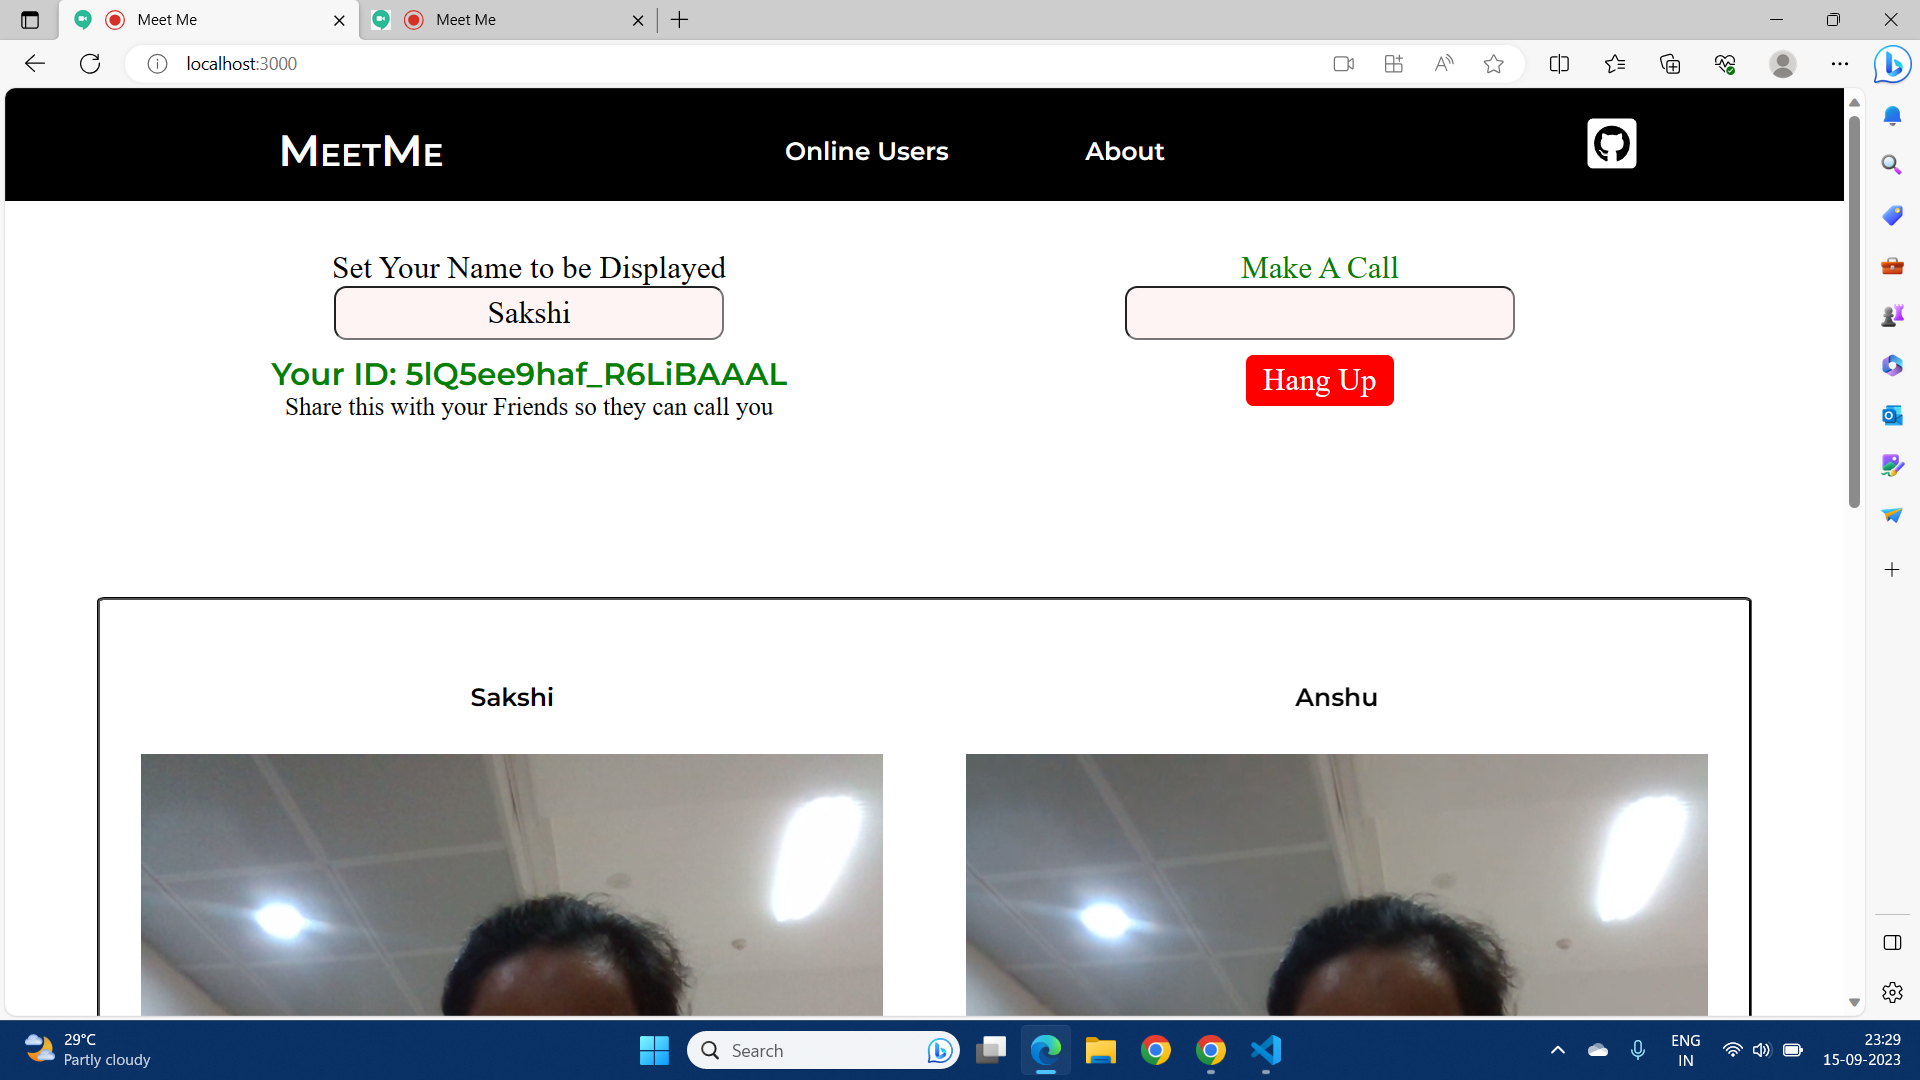 Meet Me
Meet Me
localhost:3000
MEETME
Online Users
About
Set Your Name to be Displayed
Sakshi
Your ID: 5lQ5ee9haf_R6LiBAAAL
Share this with your Friends so they can call you
Make A Call
Hang Up
Sakshi
Anshu
29°C
Partly cloudy
Search
ENG
IN
23:29
15-09-2023